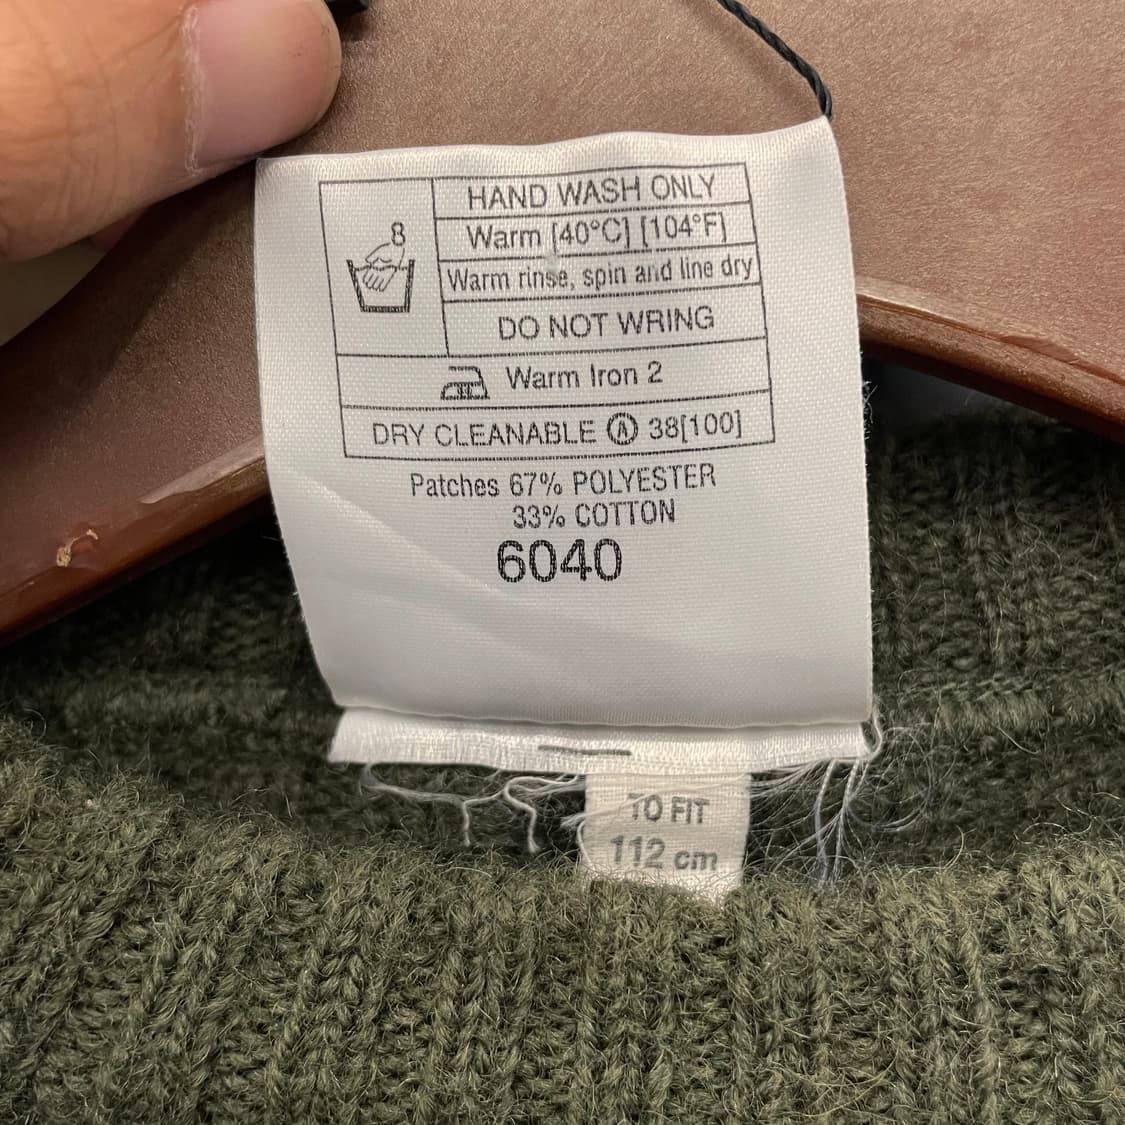 HAND WASH ONLY
8
Warm [40°C] [104°F]
Warm rinse, spin and line dry
DO NOT WRING
Warm Iron 2
DRY CLEANABLE Ⓐ 38[100]
Patches 67% POLYESTER
33% COTTON
6040
TO FIT
112 cm